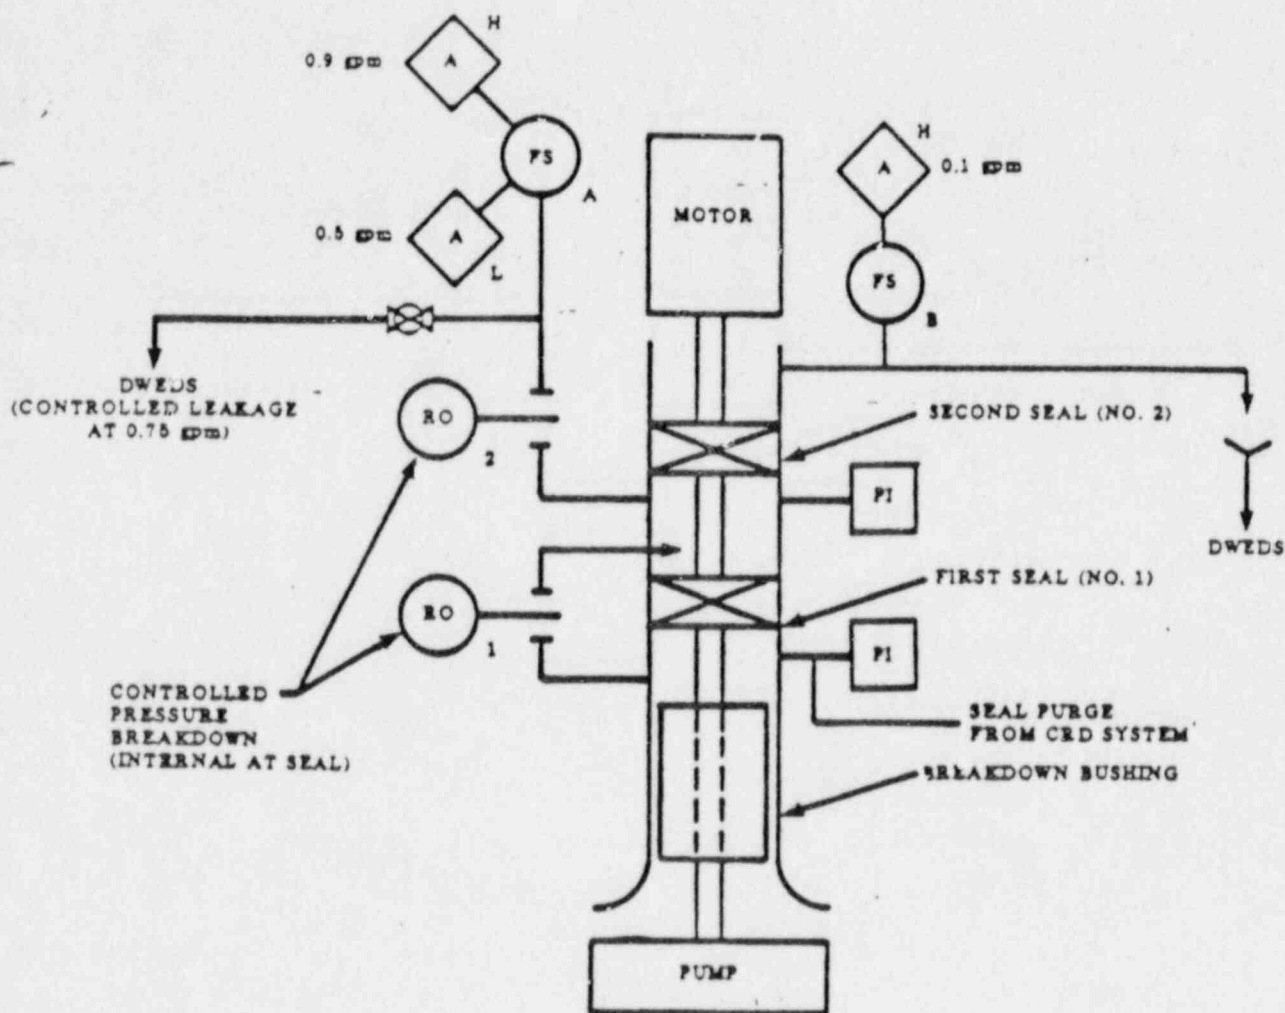 H
0.9 gpm
A
FS
A
0.5 gpm
A
L
MOTOR
H
A
0.1 gpm
FS
B
DWEDS
(CONTROLLED LEAKAGE
AT 0.75 gpm)
RO
2
SECOND SEAL (NO. 2)
PI
DWEDS
FIRST SEAL (NO. 1)
RO
1
PI
CONTROLLED
PRESSURE
BREAKDOWN
(INTERNAL AT SEAL)
SEAL PURGE
FROM CRD SYSTEM
BREAKDOWN BUSHING
PUMP